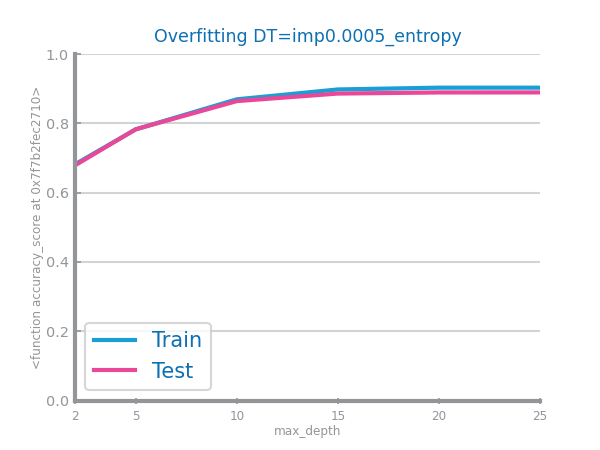 Overfitting DT=imp0.0005_entropy
<function accuracy_score at 0x7f7b2fec2710>
1.0
0.8
0.6
0.4
0.2
0.0
Train
Test
2 5 10 15 20 25
max_depth